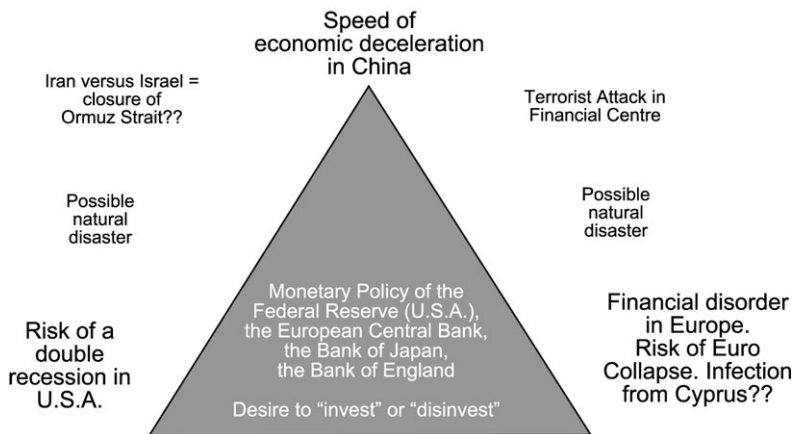 Speed of
economic deceleration
in China
Iran versus Israel =
closure of
Ormuz Strait??
Terrorist Attack in
Financial Centre
Possible
natural
disaster
Possible
natural
disaster
Monetary Policy of the
Federal Reserve (U.S.A.),
the European Central Bank,
the Bank of Japan,
the Bank of England
Desire to “invest” or “disinvest”
Risk of a
double
recession in
U.S.A.
Financial disorder
in Europe.
Risk of Euro
Collapse. Infection
from Cyprus??